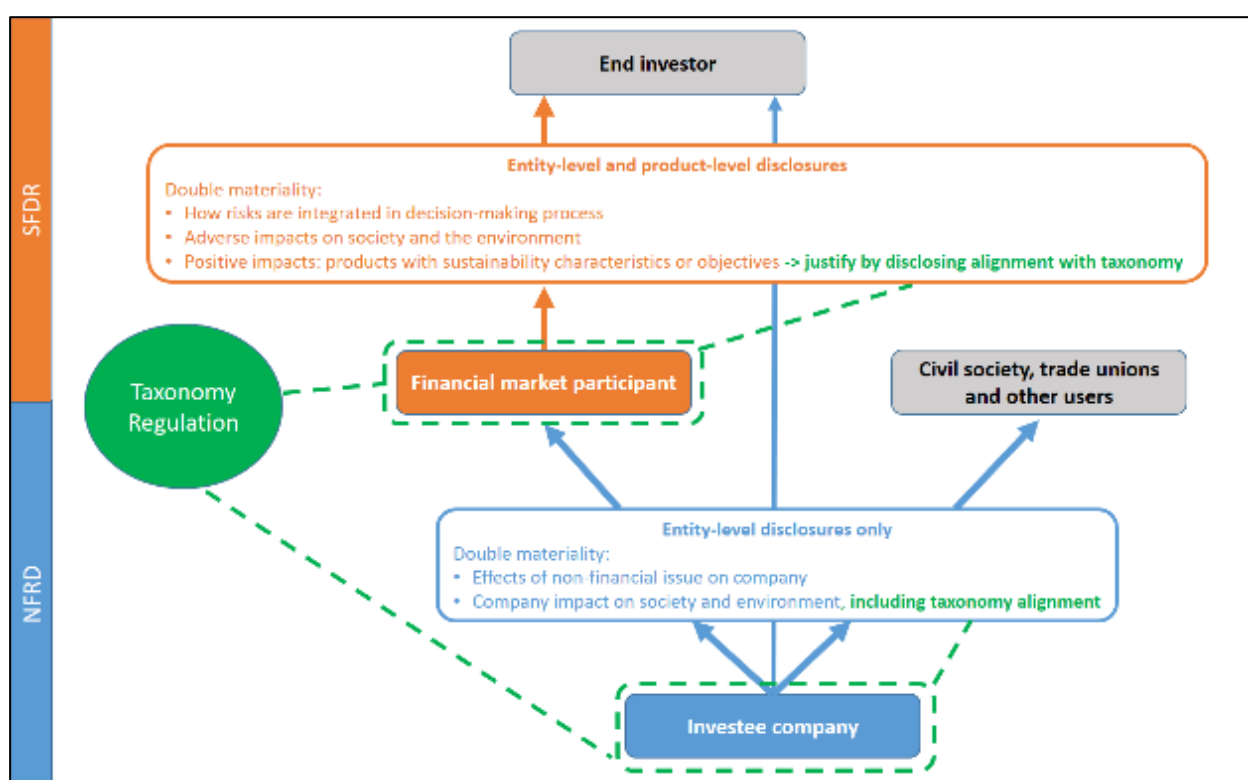 SFDR
End investor
Entity-level and product-level disclosures
Double materiality:
• How risks are integrated in decision-making process
• Adverse impacts on society and the environment
• Positive impacts: products with sustainability characteristics or objectives -> justify by disclosing alignment with taxonomy
Taxonomy
Regulation
Financial market participant
Civil society, trade unions
and other users
NFRD
Entity-level disclosures only
Double materiality:
• Effects of non-financial issue on company
• Company impact on society and environment, including taxonomy alignment
Investee company